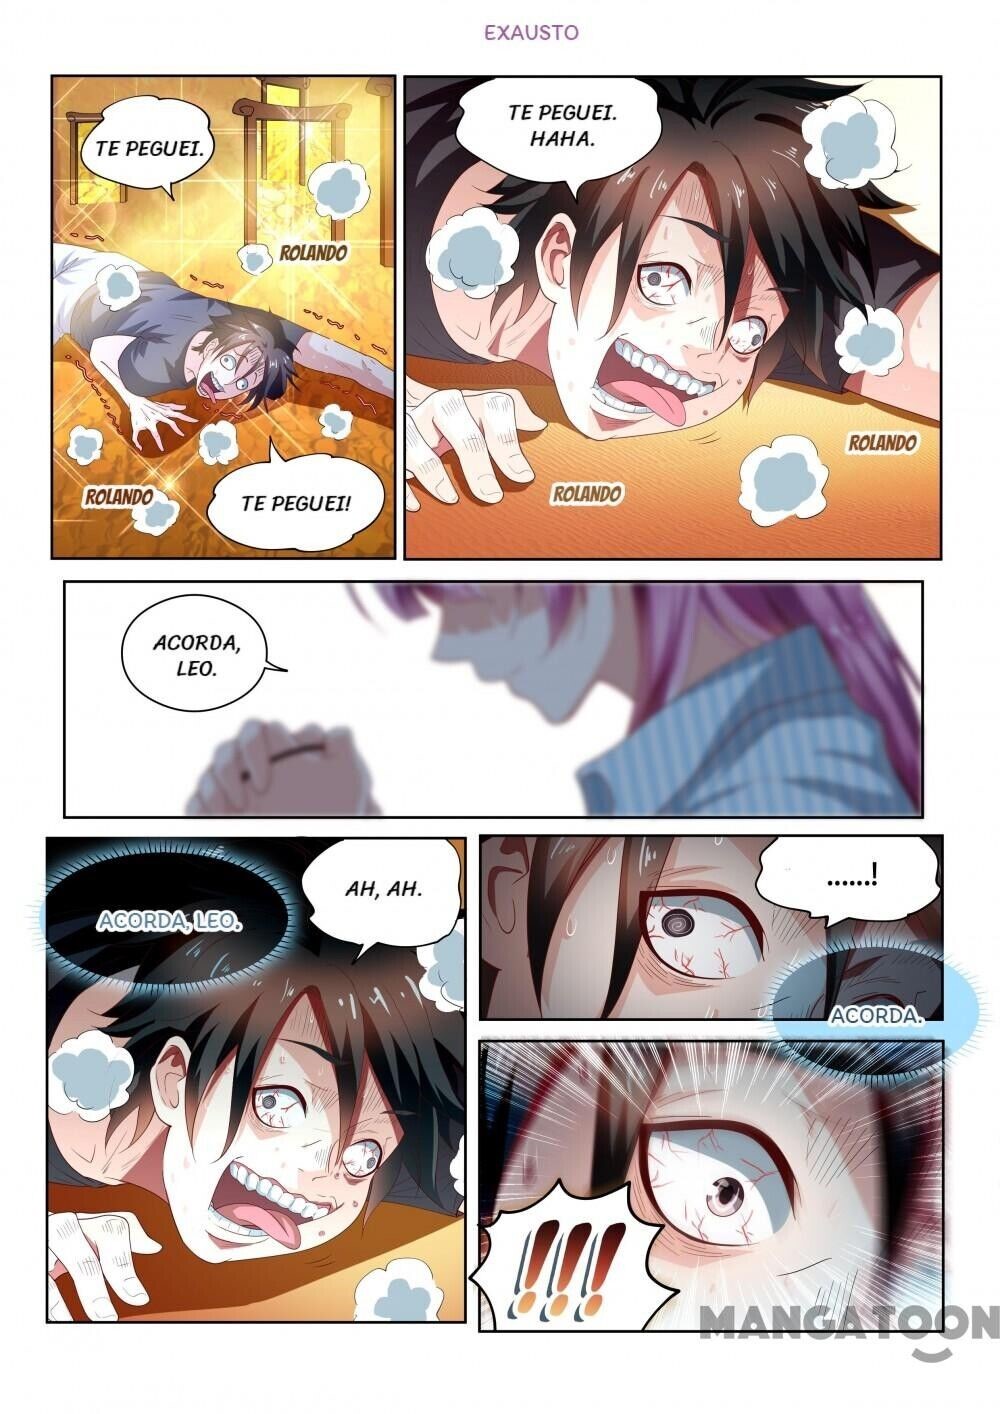 EXAUSTO
TE PEGUEI.
ROLANDO
ROLANDO
TE PEGUEI!
TE PEGUEI.
HAHA.
ROLANDO
ROLANDO
ACORDA,
LEO.
ACORDA, LEO.
AH, AH.
......!
ACORDA.
!!!
MANGATOON